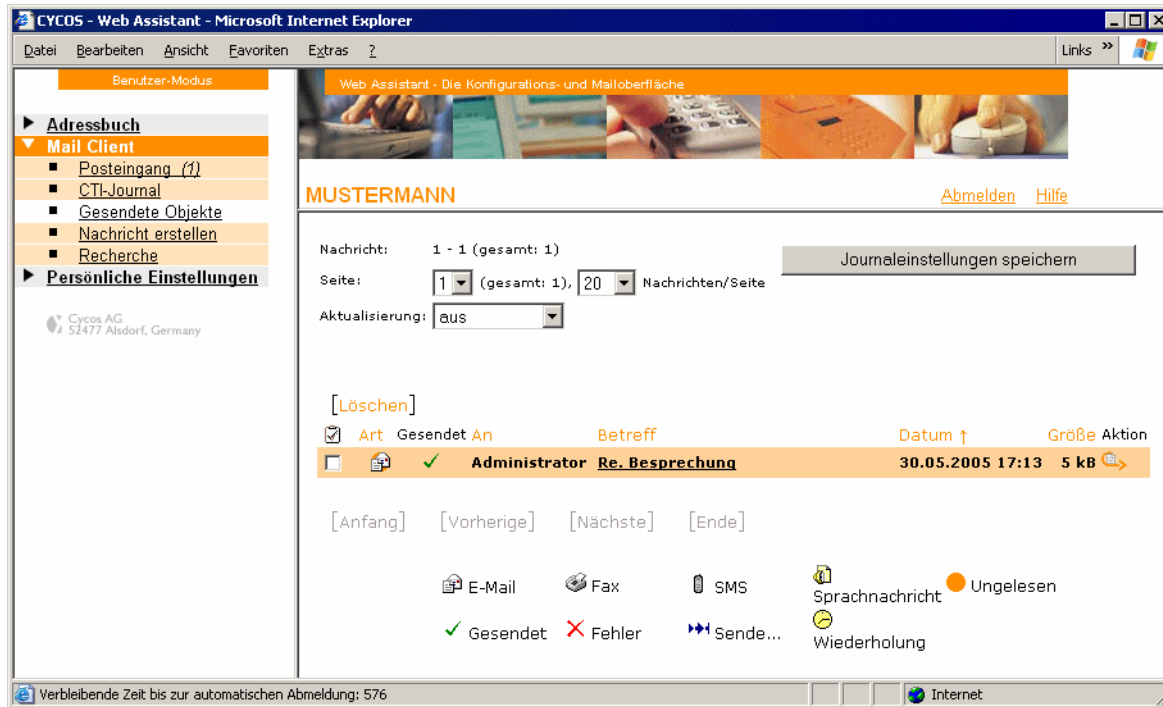 CYCOS - Web Assistant - Microsoft Internet Explorer
Datei Bearbeiten Ansicht Favoriten Extras ? Links »
Benutzer-Modus
Adressbuch
Mail Client
Posteingang (1)
CTI-Journal
Gesendete Objekte
Nachricht erstellen
Recherche
Persönliche Einstellungen
Cycos AG
52477 Alsdorf, Germany
Web Assistant - Die Konfigurations- und Mailoberfläche
MUSTERMANN Abmelden Hilfe
Nachricht: 1 - 1 (gesamt: 1)
Journaleinstellungen speichern
Seite: 1 (gesamt: 1), 20 Nachrichten/Seite
Aktualisierung: aus
[Löschen]
Art Gesendet An Betreff Datum ↑ Größe Aktion
Administrator Re. Besprechung 30.05.2005 17:13 5 kB
[Anfang] [Vorherige] [Nächste] [Ende]
E-Mail Fax SMS Sprachnachricht Ungelesen
Gesendet Fehler Sende... Wiederholung
Verbleibende Zeit bis zur automatischen Abmeldung: 576 Internet